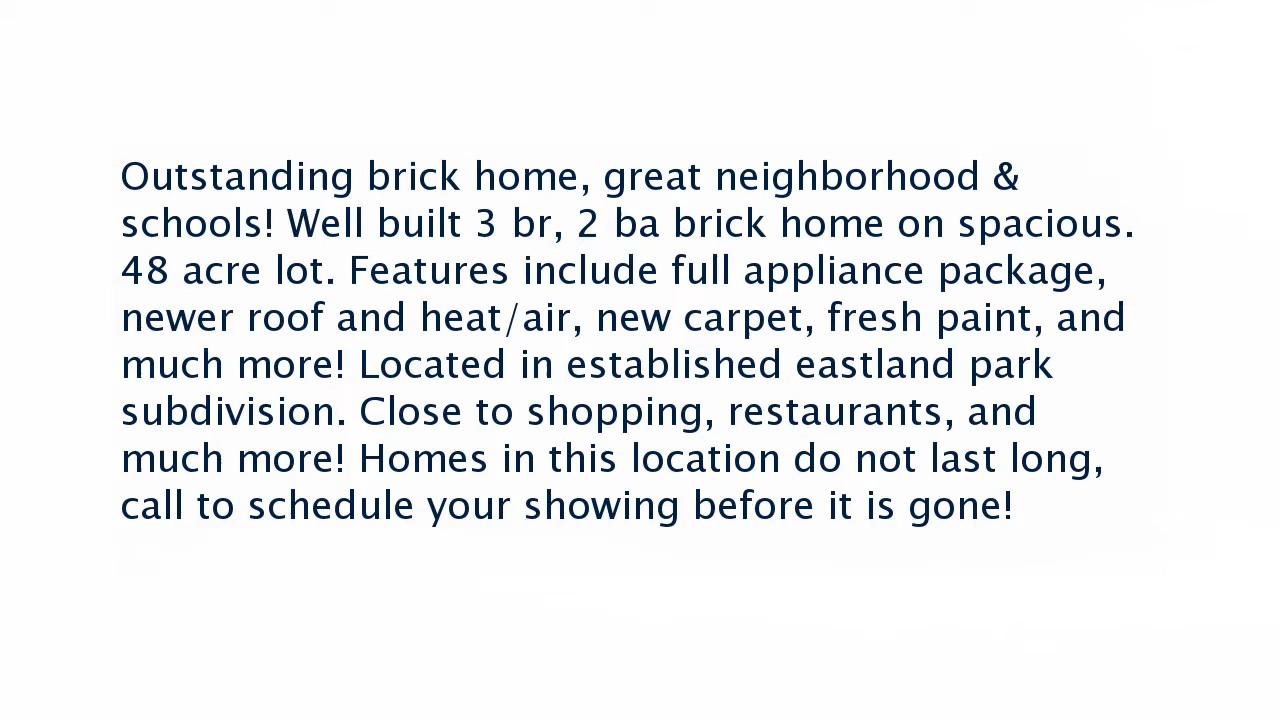 Outstanding brick home, great neighborhood &
schools! Well built 3 br, 2 ba brick home on spacious.
48 acre lot. Features include full appliance package,
newer roof and heat/air, new carpet, fresh paint, and
much more! Located in established eastland park
subdivision. Close to shopping, restaurants, and
much more! Homes in this location do not last long,
call to schedule your showing before it is gone!